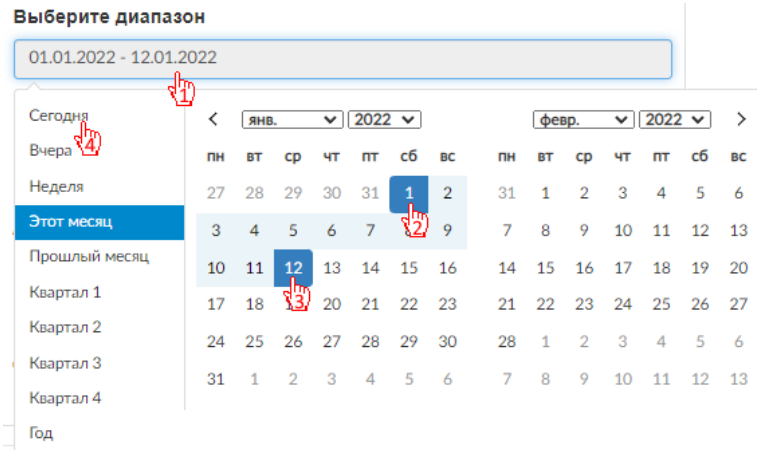 Выберите диапазон
01.01.2022 - 12.01.2022
1
Сегодня
4
Вчера
Неделя
Этот месяц
Прошлый месяц
Квартал 1
Квартал 2
Квартал 3
Квартал 4
Год
< янв. 2022
пн вт ср чт пт сб вс
27 28 29 30 31 1 2
2
3 4 5 6 7 9
10 11 12 13 14 15 16
3
17 18 20 21 22 23
24 25 26 27 28 29 30
31 1 2 3 4 5 6
февр. 2022 >
пн вт ср чт пт сб вс
31 1 2 3 4 5 6
7 8 9 10 11 12 13
14 15 16 17 18 19 20
21 22 23 24 25 26 27
28 1 2 3 4 5 6
7 8 9 10 11 12 13